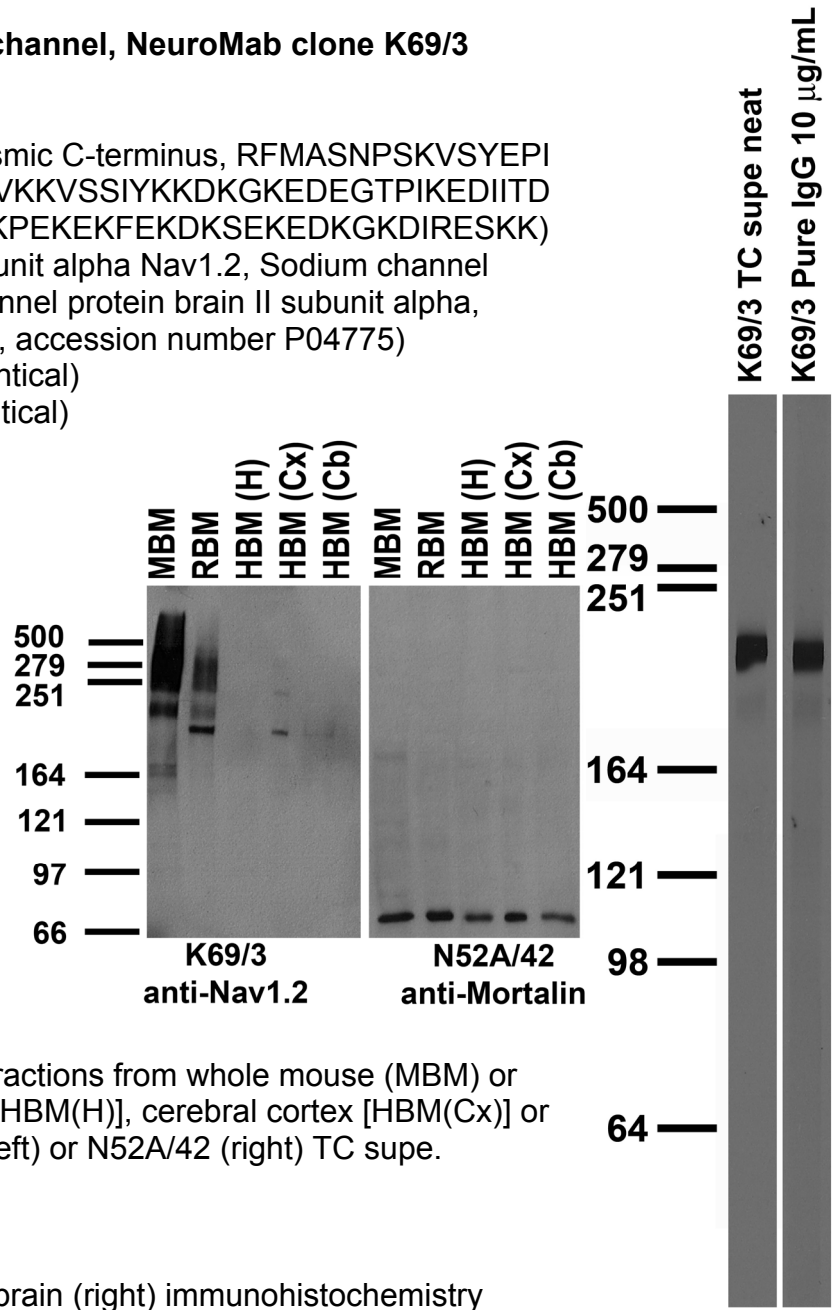 channel, NeuroMab clone K69/3
smic C-terminus, RFMASNPSKVSYEPI
VKKVSSIYKKDKGKEDEGTPIKEDIITD
KPEKEKFEKDKSEKEDKGKDIRESKK)
unit alpha Nav1.2, Sodium channel
nnel protein brain II subunit alpha,
, accession number P04775)
ntical)
tical)
MBM
RBM
HBM (H)
HBM (Cx)
HBM (Cb)
MBM
RBM
HBM (H)
HBM (Cx)
HBM (Cb)
500
279
251
164
121
97
66
K69/3
anti-Nav1.2
N52A/42
anti-Mortalin
K69/3 TC supe neat
K69/3 Pure IgG 10 µg/mL
500
279
251
164
121
98
64
ractions from whole mouse (MBM) or
[HBM(H)], cerebral cortex [HBM(Cx)] or
eft) or N52A/42 (right) TC supe.
brain (right) immunohistochemistry